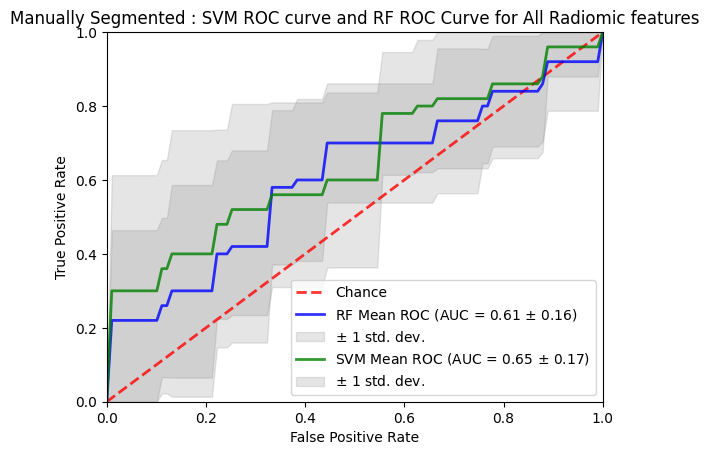 Manually Segmented : SVM ROC curve and RF ROC Curve for All Radiomic features
1.0
0.8
0.6
0.4
0.2
0.0
True Positive Rate
Chance
RF Mean ROC (AUC = 0.61 ± 0.16)
± 1 std. dev.
SVM Mean ROC (AUC = 0.65 ± 0.17)
± 1 std. dev.
0.0 0.2 0.4 0.6 0.8 1.0
False Positive Rate